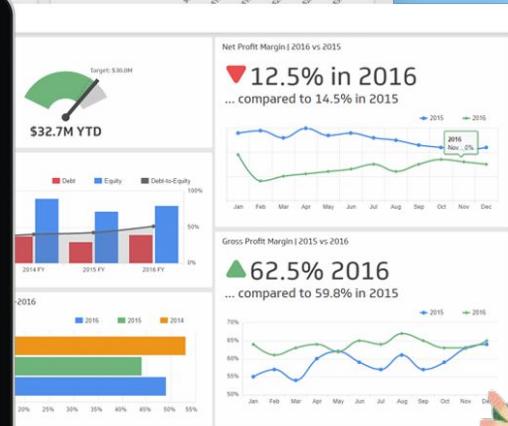 Target: $36.0M
$32.7M YTD
Debt Equity Debt-to-Equity
100%
50%
0%
2014 FY 2015 FY 2016 FY
-2016
2016 2015 2014
20% 25% 30% 35% 40% 45% 50% 55%
Net Profit Margin | 2016 vs 2015
12.5% in 2016
... compared to 14.5% in 2015
2015 2016
2016
Nov
Jan Feb Mar Apr May Jun Jul Aug Sep Oct Nov Dec
Gross Profit Margin | 2015 vs 2016
62.5% 2016
... compared to 59.8% in 2015
2015 2016
70%
65%
60%
55%
50%
Jan Feb Mar Apr May Jun Jul Aug Sep Oct Nov